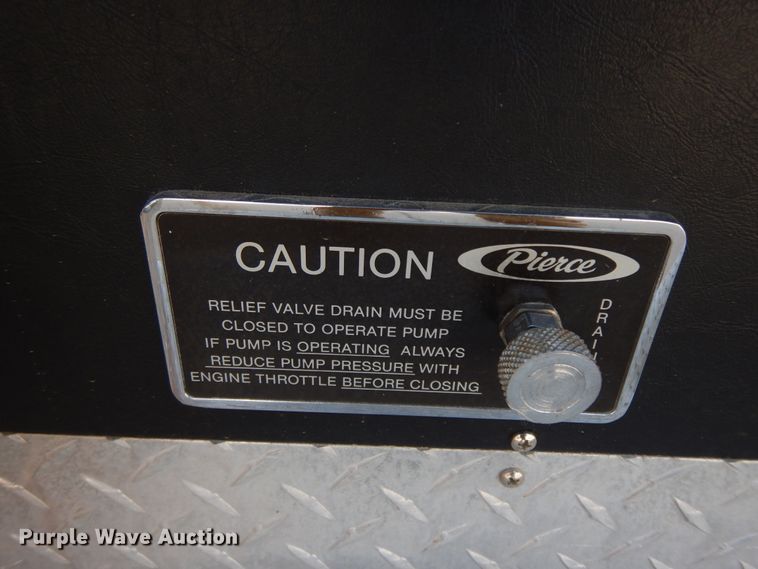 CAUTION
Pierce
RELIEF VALVE DRAIN MUST BE
CLOSED TO OPERATE PUMP
IF PUMP IS OPERATING ALWAYS
REDUCE PUMP PRESSURE WITH
ENGINE THROTTLE BEFORE CLOSING
DRAIN
Purple Wave Auction